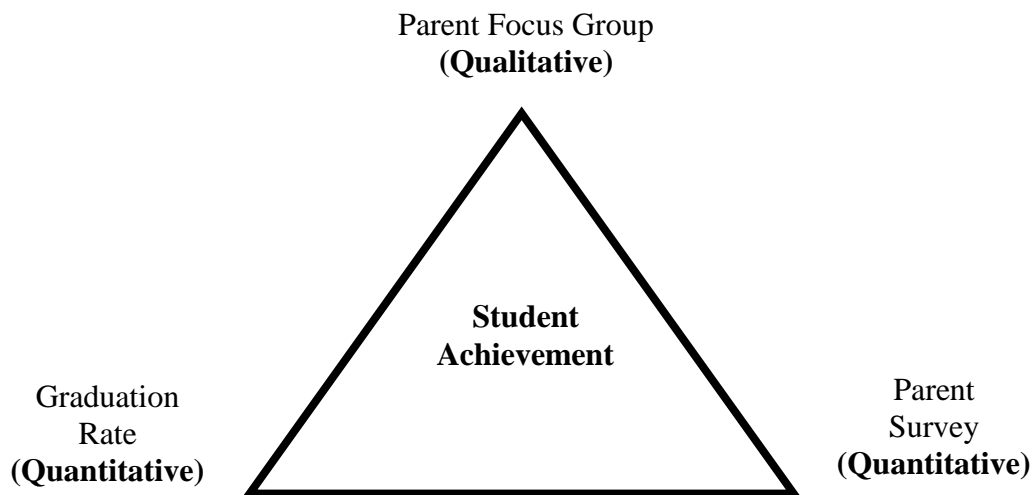 Parent Focus Group
(Qualitative)
Student
Achievement
Graduation
Rate
(Quantitative)
Parent
Survey
(Quantitative)